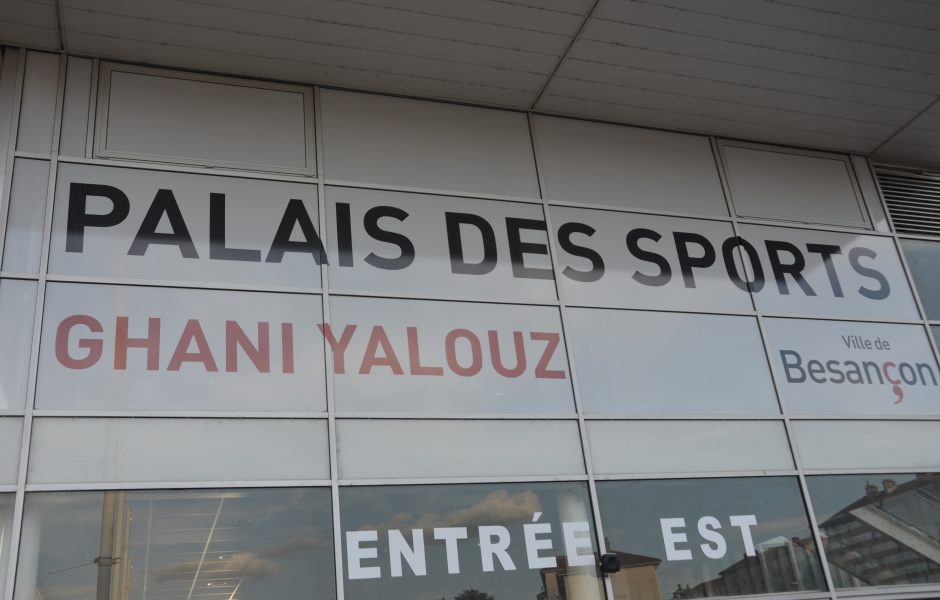 PALAIS DES SPORTS
GHANI YALOUZ
Ville de
Besançon
ENTRÉE EST